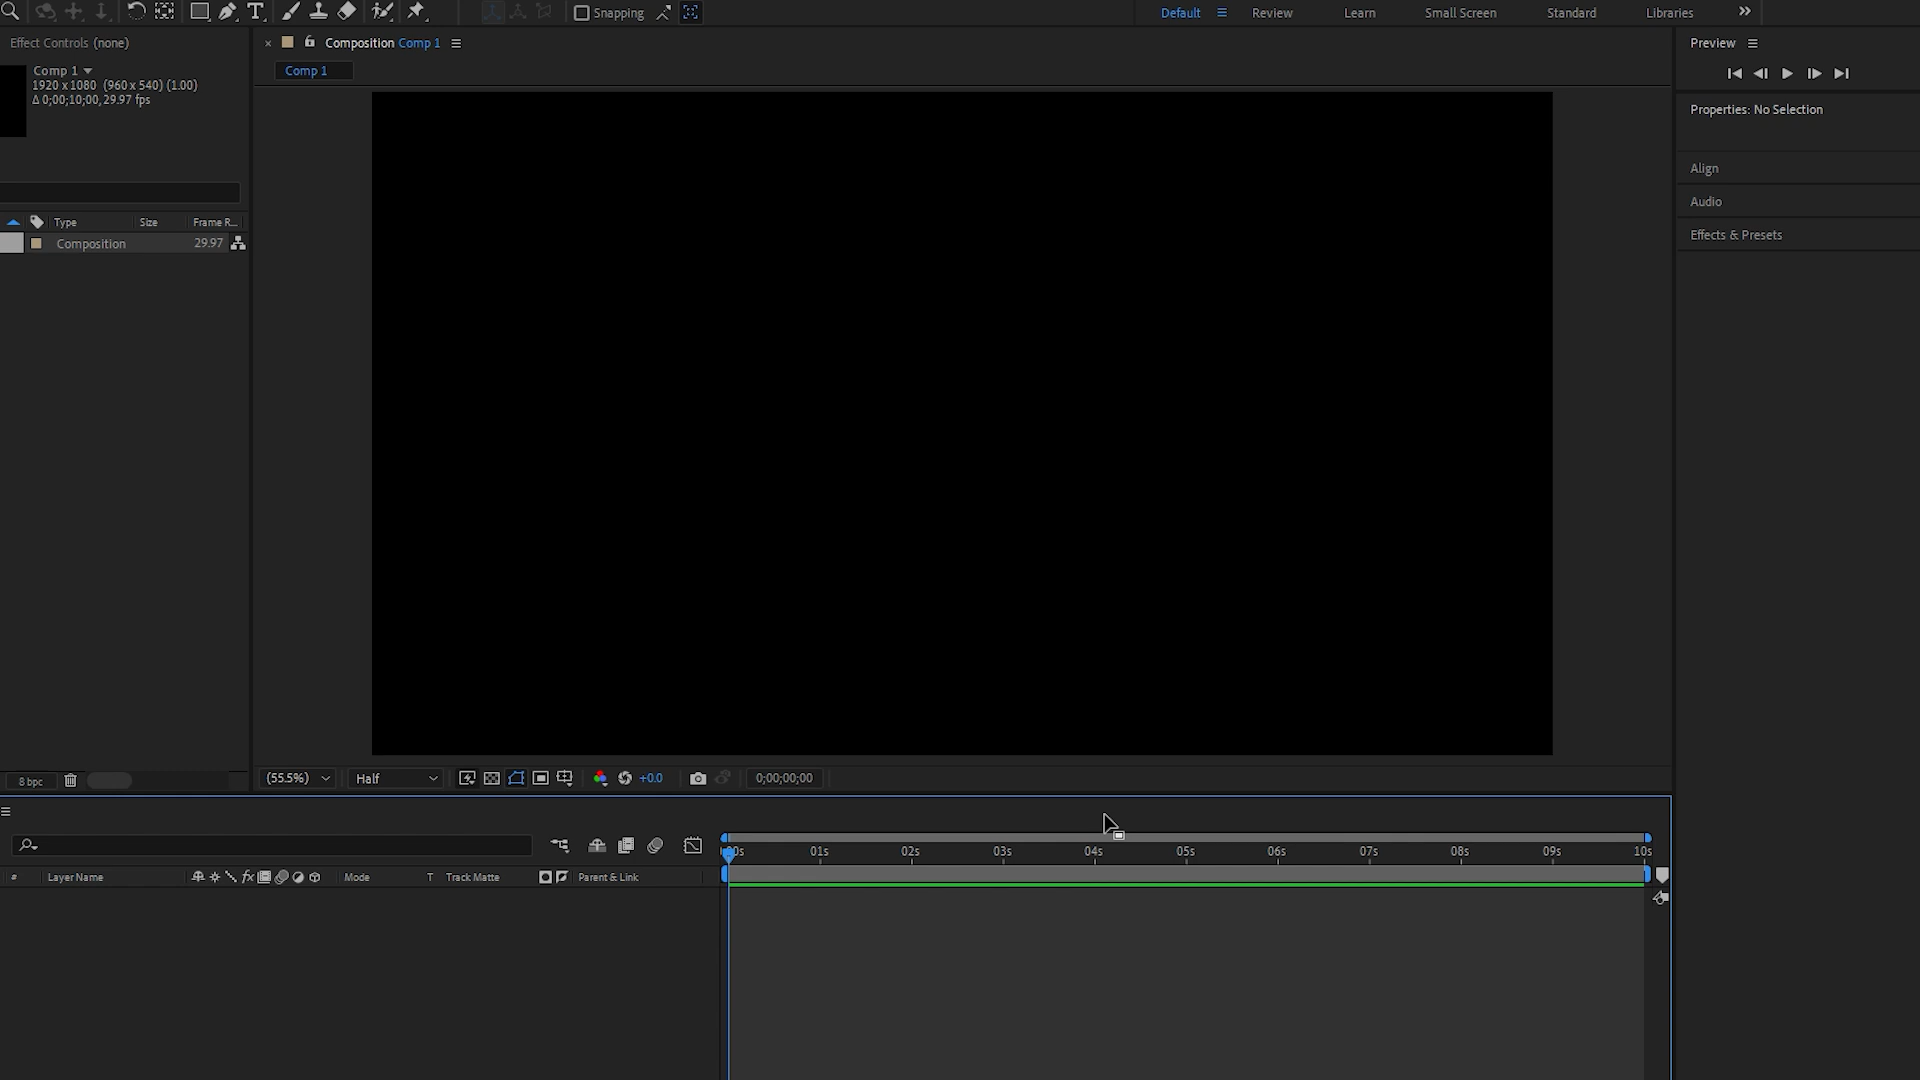 Snapping
Default
Review
Learn
Small Screen
Standard
Libraries
Effect Controls (none)
Composition Comp 1
Preview
Comp 1
Comp 1
1920 x 1080 (960 x 540) (1.00)
Δ 0;00;10;00, 29.97 fps
Properties: No Selection
Align
Audio
Effects & Presets
Type
Size
Frame R...
Composition
29.97
8 bpc
(55.5%)
Half
+0.0
0;00;00;00
00s
01s
02s
03s
04s
05s
06s
07s
08s
09s
10s
#
Layer Name
fx
Mode
T
Track Matte
Parent & Link